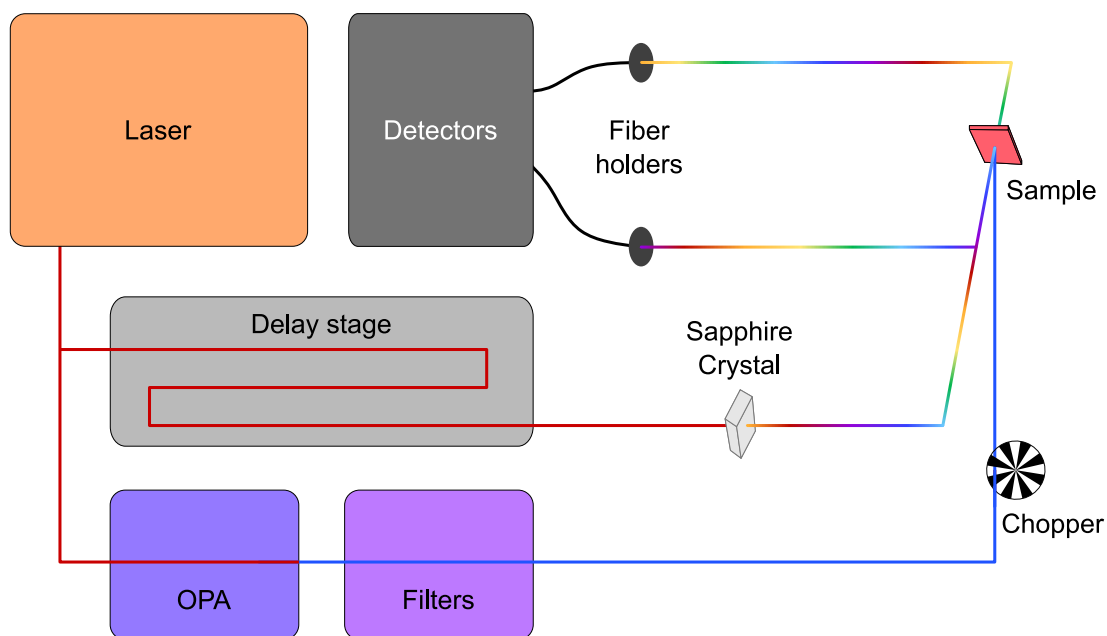 Laser
Detectors
Fiber
holders
Sample
Delay stage
Sapphire
Crystal
Chopper
OPA
Filters